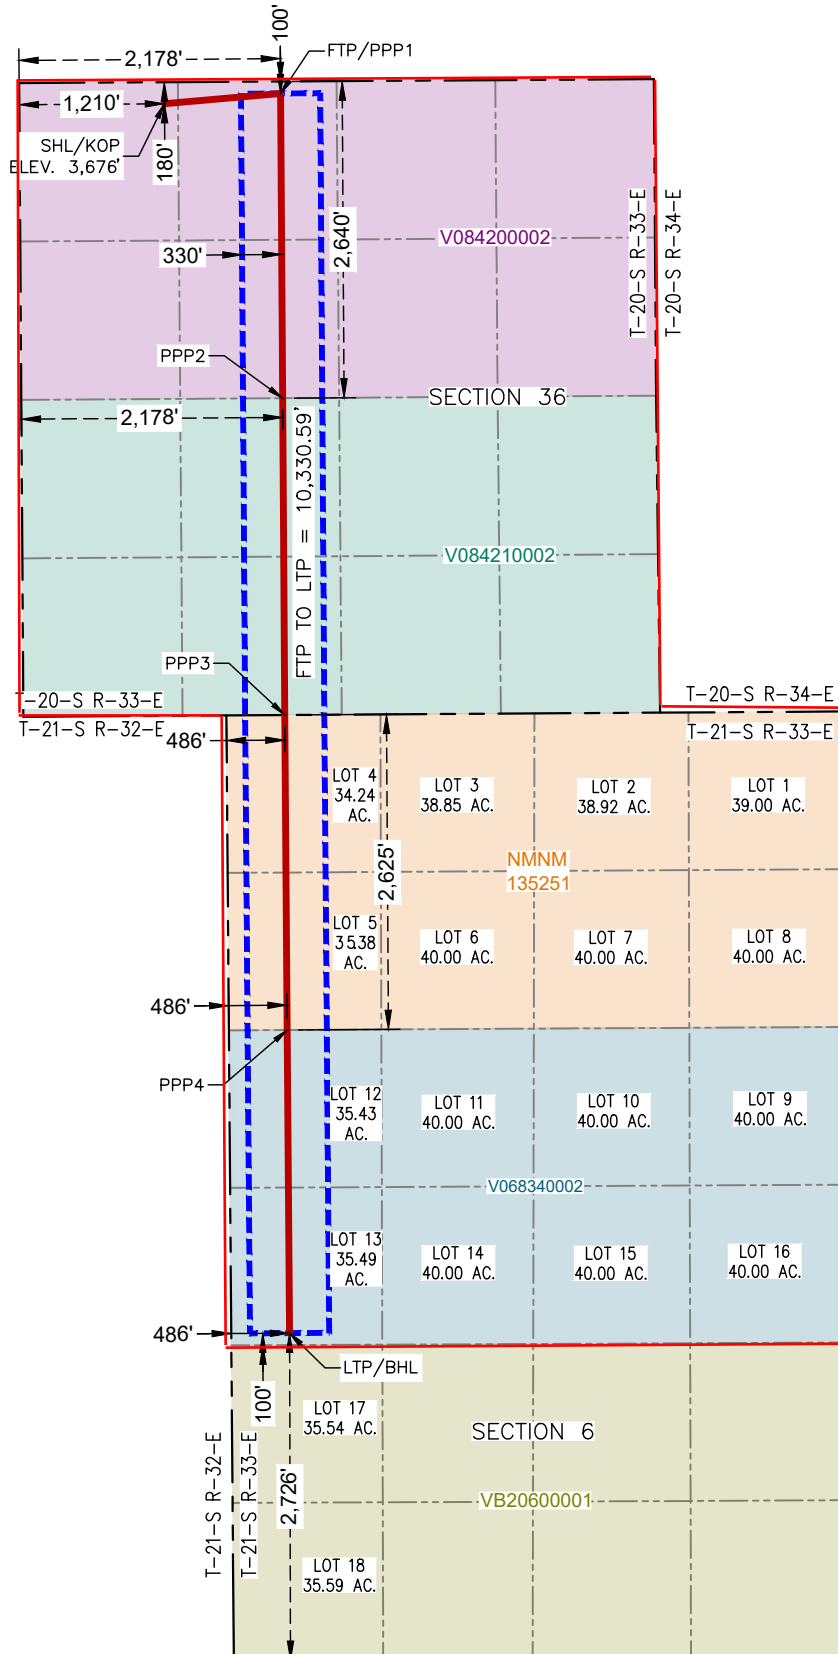 100'
2,178'
FTP/PPP1
1,210'
SHL/KOP
ELEV. 3,676'
180'
2,640'
330'
V084200002
T-20-S R-33-E
T-20-S R-34-E
PPP2
SECTION 36
2,178'
FTP TO LTP = 10,330.59'
V084210002
PPP3
T-20-S R-33-E
T-21-S R-32-E
T-20-S R-34-E
T-21-S R-33-E
486'
LOT 4
34.24
AC.
LOT 3
38.85 AC.
LOT 2
38.92 AC.
LOT 1
39.00 AC.
2,625'
NMNM
135251
LOT 5
35.38
AC.
LOT 6
40.00 AC.
LOT 7
40.00 AC.
LOT 8
40.00 AC.
486'
PPP4
LOT 12
35.43
AC.
LOT 11
40.00 AC.
LOT 10
40.00 AC.
LOT 9
40.00 AC.
V068340002
LOT 13
35.49
AC.
LOT 14
40.00 AC.
LOT 15
40.00 AC.
LOT 16
40.00 AC.
486'
LTP/BHL
100'
LOT 17
35.54 AC.
SECTION 6
T-21-S R-32-E
T-21-S R-33-E
2,726'
VB20600001
LOT 18
35.59 AC.